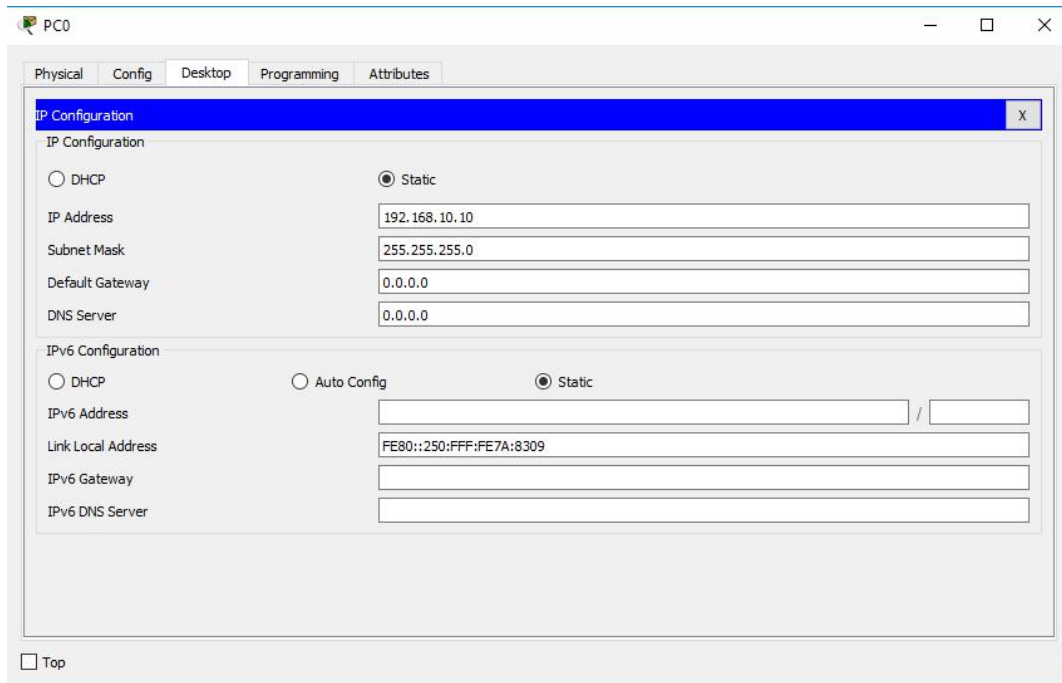 PC0
Physical Config Desktop Programming Attributes
IP Configuration X
IP Configuration
DHCP Static
IP Address 192.168.10.10
Subnet Mask 255.255.255.0
Default Gateway 0.0.0.0
DNS Server 0.0.0.0
IPv6 Configuration
DHCP Auto Config Static
IPv6 Address /
Link Local Address FE80::250:FFF:FE7A:8309
IPv6 Gateway
IPv6 DNS Server
Top